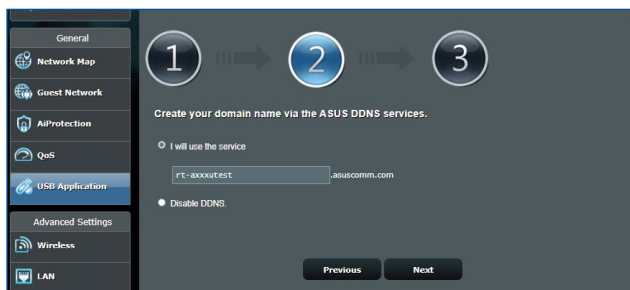 General
Network Map
Guest Network
AiProtection
QoS
USB Application
Advanced Settings
Wireless
LAN
1
2
3
Create your domain name via the ASUS DDNS services.
I will use the service
rt-axxxutest .asuscomm.com
Disable DDNS.
Previous Next